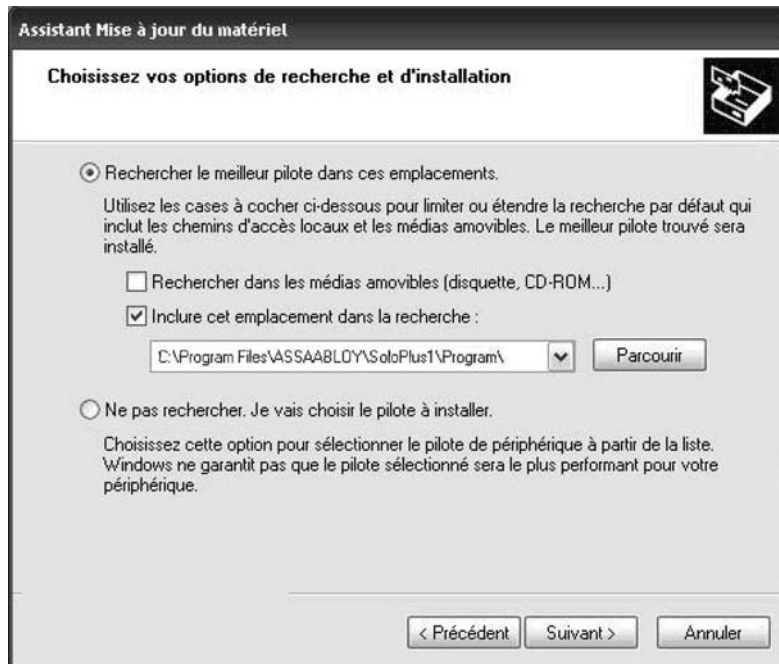 Assistant Mise à jour du matériel
Choisissez vos options de recherche et d'installation
Rechercher le meilleur pilote dans ces emplacements.
Utilisez les cases à cocher ci-dessous pour limiter ou étendre la recherche par défaut qui
inclut les chemins d'accès locaux et les médias amovibles. Le meilleur pilote trouvé sera
installé.
Rechercher dans les médias amovibles (disquette, CD-ROM...)
Inclure cet emplacement dans la recherche :
C:\Program Files\ASSAABLOY\SoloPlus1\Program\
Parcourir
Ne pas rechercher. Je vais choisir le pilote à installer.
Choisissez cette option pour sélectionner le pilote de périphérique à partir de la liste.
Windows ne garantit pas que le pilote sélectionné sera le plus performant pour votre
périphérique.
< Précédent Suivant > Annuler